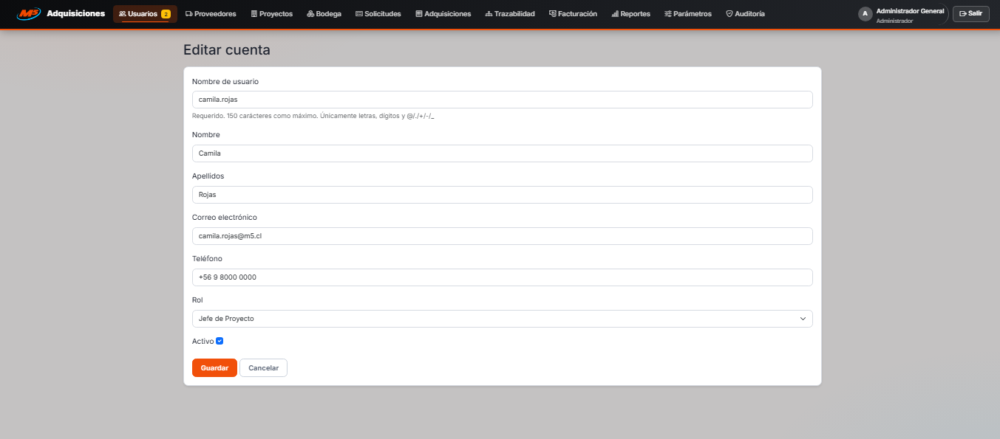 M5 Adquisiciones Usuarios 2 Proveedores Proyectos Bodega Solicitudes Adquisiciones Trazabilidad Facturación Reportes Parámetros Auditoría A Administrador General Salir
Administrador
Editar cuenta
Nombre de usuario
camila.rojas
Requerido. 150 carácteres como máximo. Únicamente letras, dígitos y @/./+/-/_
Nombre
Camila
Apellidos
Rojas
Correo electrónico
camila.rojas@m5.cl
Teléfono
+56 9 8000 0000
Rol
Jefe de Proyecto
Activo
Guardar Cancelar